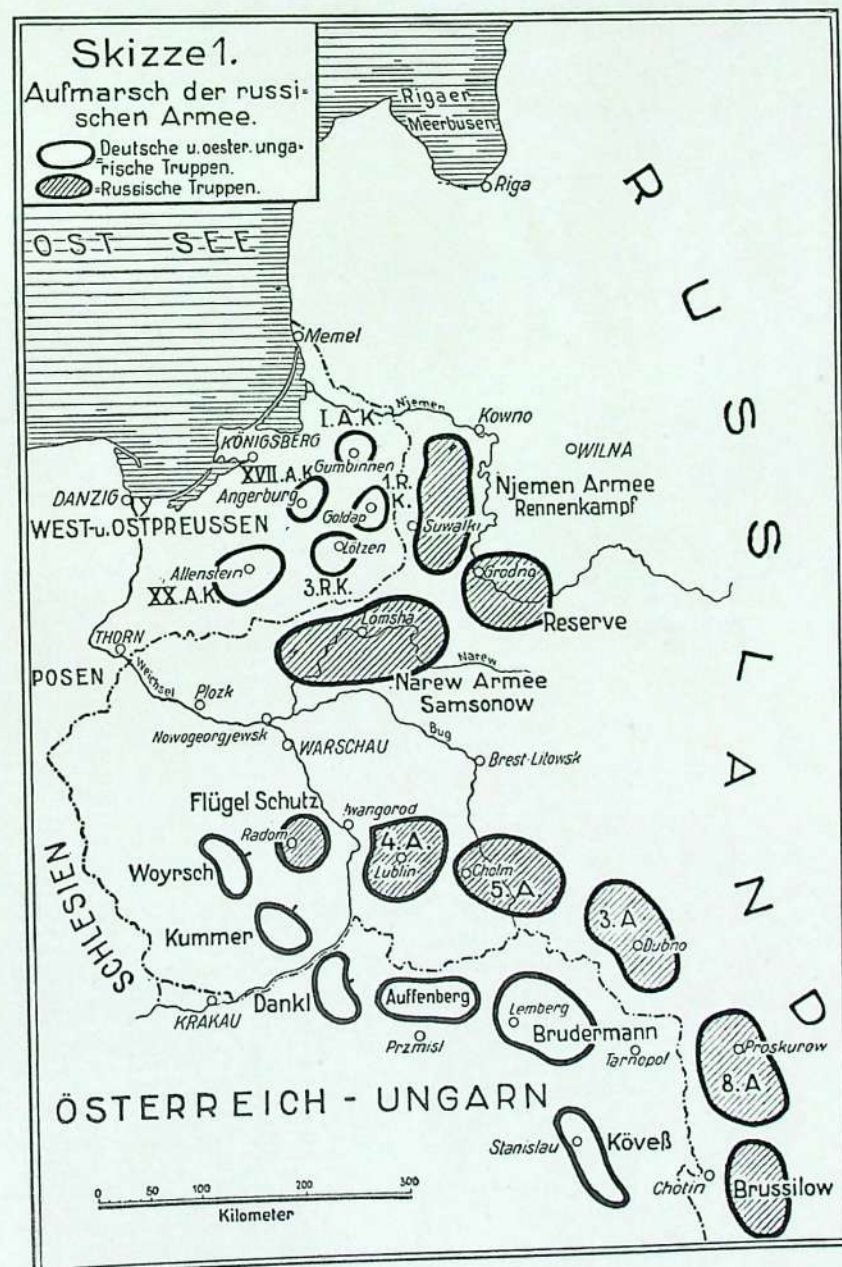 Skizze 1.
Aufmarsch der russi-
schen Armee.
Deutsche u. oester. unga-
=rische Truppen.
=Russische Truppen.
Rigaer
Meerbusen
Riga
OST SEE
RUSSLAND
Memel
I.A.K.
Njemen
Kowno
KÖNIGSBERG
Gumbinnen
WILNA
XVII.A.K
1.R.
K.
Njemen Armee
Rennenkampf
DANZIG
Angerburg
Goldap
WEST-u.OSTPREUSSEN
Suwalki
Lötzen
Allenstein
Grodno
XX.A.K.
3.R.K.
Reserve
Lomsha
THORN
Narew
POSEN
Weichsel
Narew Armee
Samsonow
Plozk
Nowogeorgjewsk
Bug
WARSCHAU
Brest-Litowsk
Flügel Schutz
Iwangorod
Radom
4.A.
Lublin
Woyrsch
Cholm
5.A.
SCHLESIEN
Kummer
3.A
Dubno
Dankl
Auffenberg
KRAKAU
Lemberg
Brudermann
Przmisl
Tarnopol
Proskurow
8.A
ÖSTERREICH - UNGARN
Stanislau
Köveß
Chotin
Brussilow
0 50 100 200 300
Kilometer